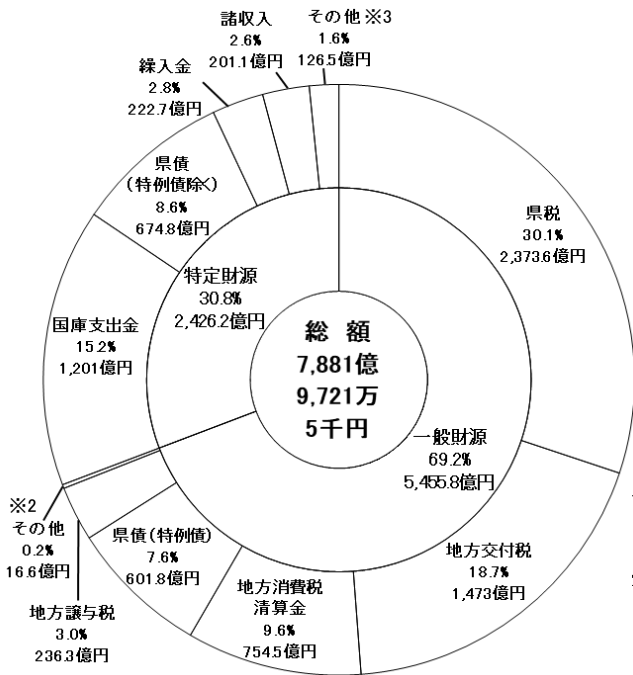 諸収入
2.6%
201.1億円
その他 ※3
1.6%
126.5億円
繰入金
2.8%
222.7億円
県債
(特例債除く)
8.6%
674.8億円
県税
30.1%
2,373.6億円
特定財源
30.8%
2,426.2億円
国庫支出金
15.2%
1,201億円
総 額
7,881億
9,721万
5千円
一般財源
69.2%
5,455.8億円
※2
その他
0.2%
16.6億円
県債(特例債)
7.6%
601.8億円
地方消費税
清算金
9.6%
754.5億円
地方交付税
18.7%
1,473億円
地方譲与税
3.0%
236.3億円